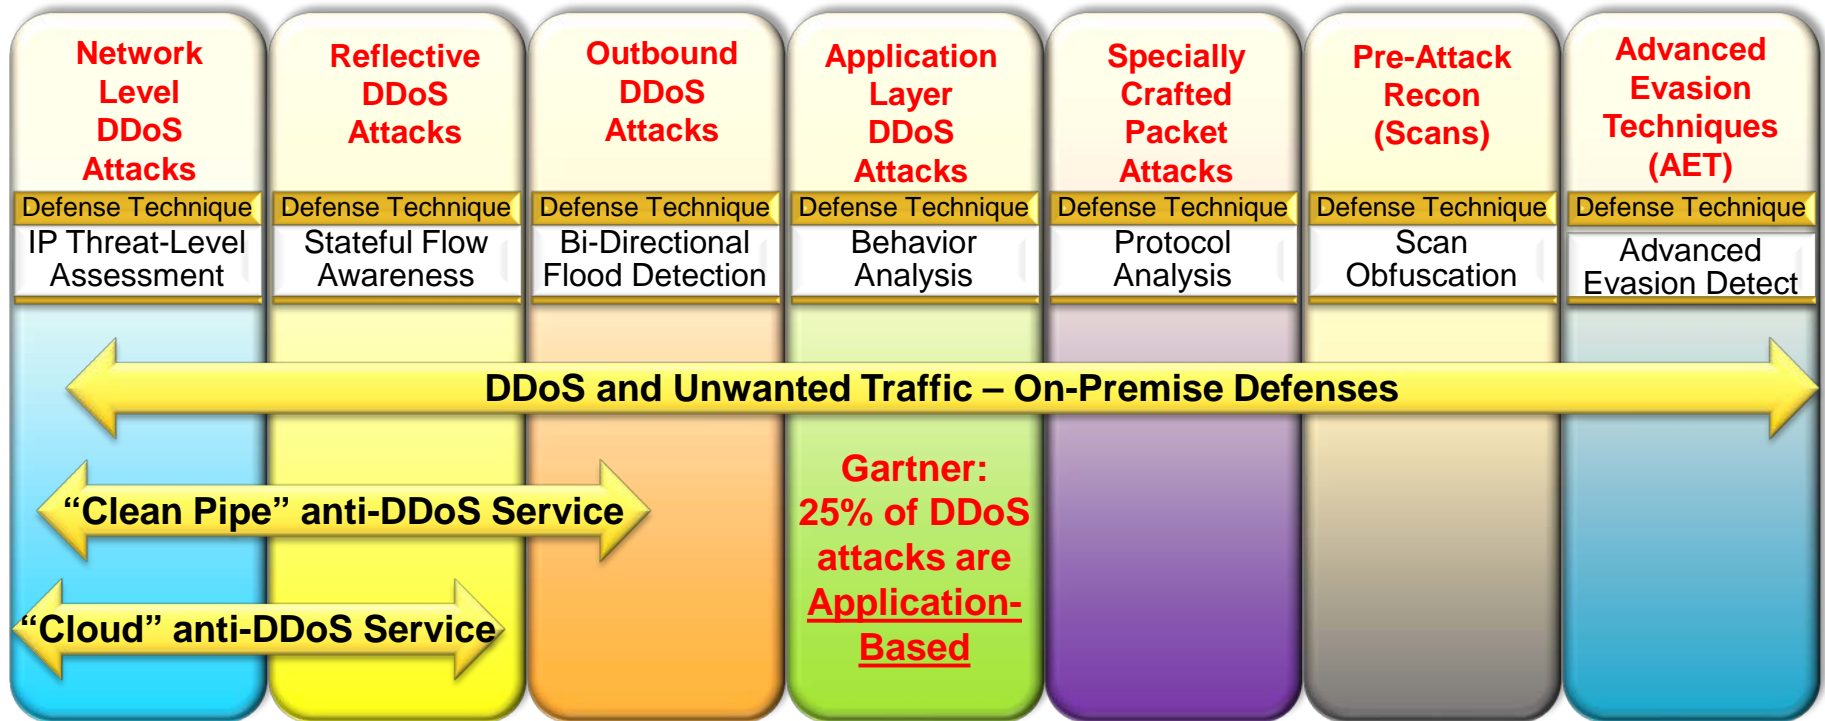 Network
Level
DDoS
Attacks
Defense Technique
IP Threat-Level
Assessment
Reflective
DDoS
Attacks
Defense Technique
Stateful Flow
Awareness
Outbound
DDoS
Attacks
Defense Technique
Bi-Directional
Flood Detection
Application
Layer
DDoS
Attacks
Defense Technique
Behavior
Analysis
Specially
Crafted
Packet
Attacks
Defense Technique
Protocol
Analysis
Pre-Attack
Recon
(Scans)
Defense Technique
Scan
Obfuscation
Advanced
Evasion
Techniques
(AET)
Defense Technique
Advanced
Evasion Detect
DDoS and Unwanted Traffic – On-Premise Defenses
“Clean Pipe” anti-DDoS Service
“Cloud” anti-DDoS Service
Gartner:
25% of DDoS
attacks are
Application-
Based